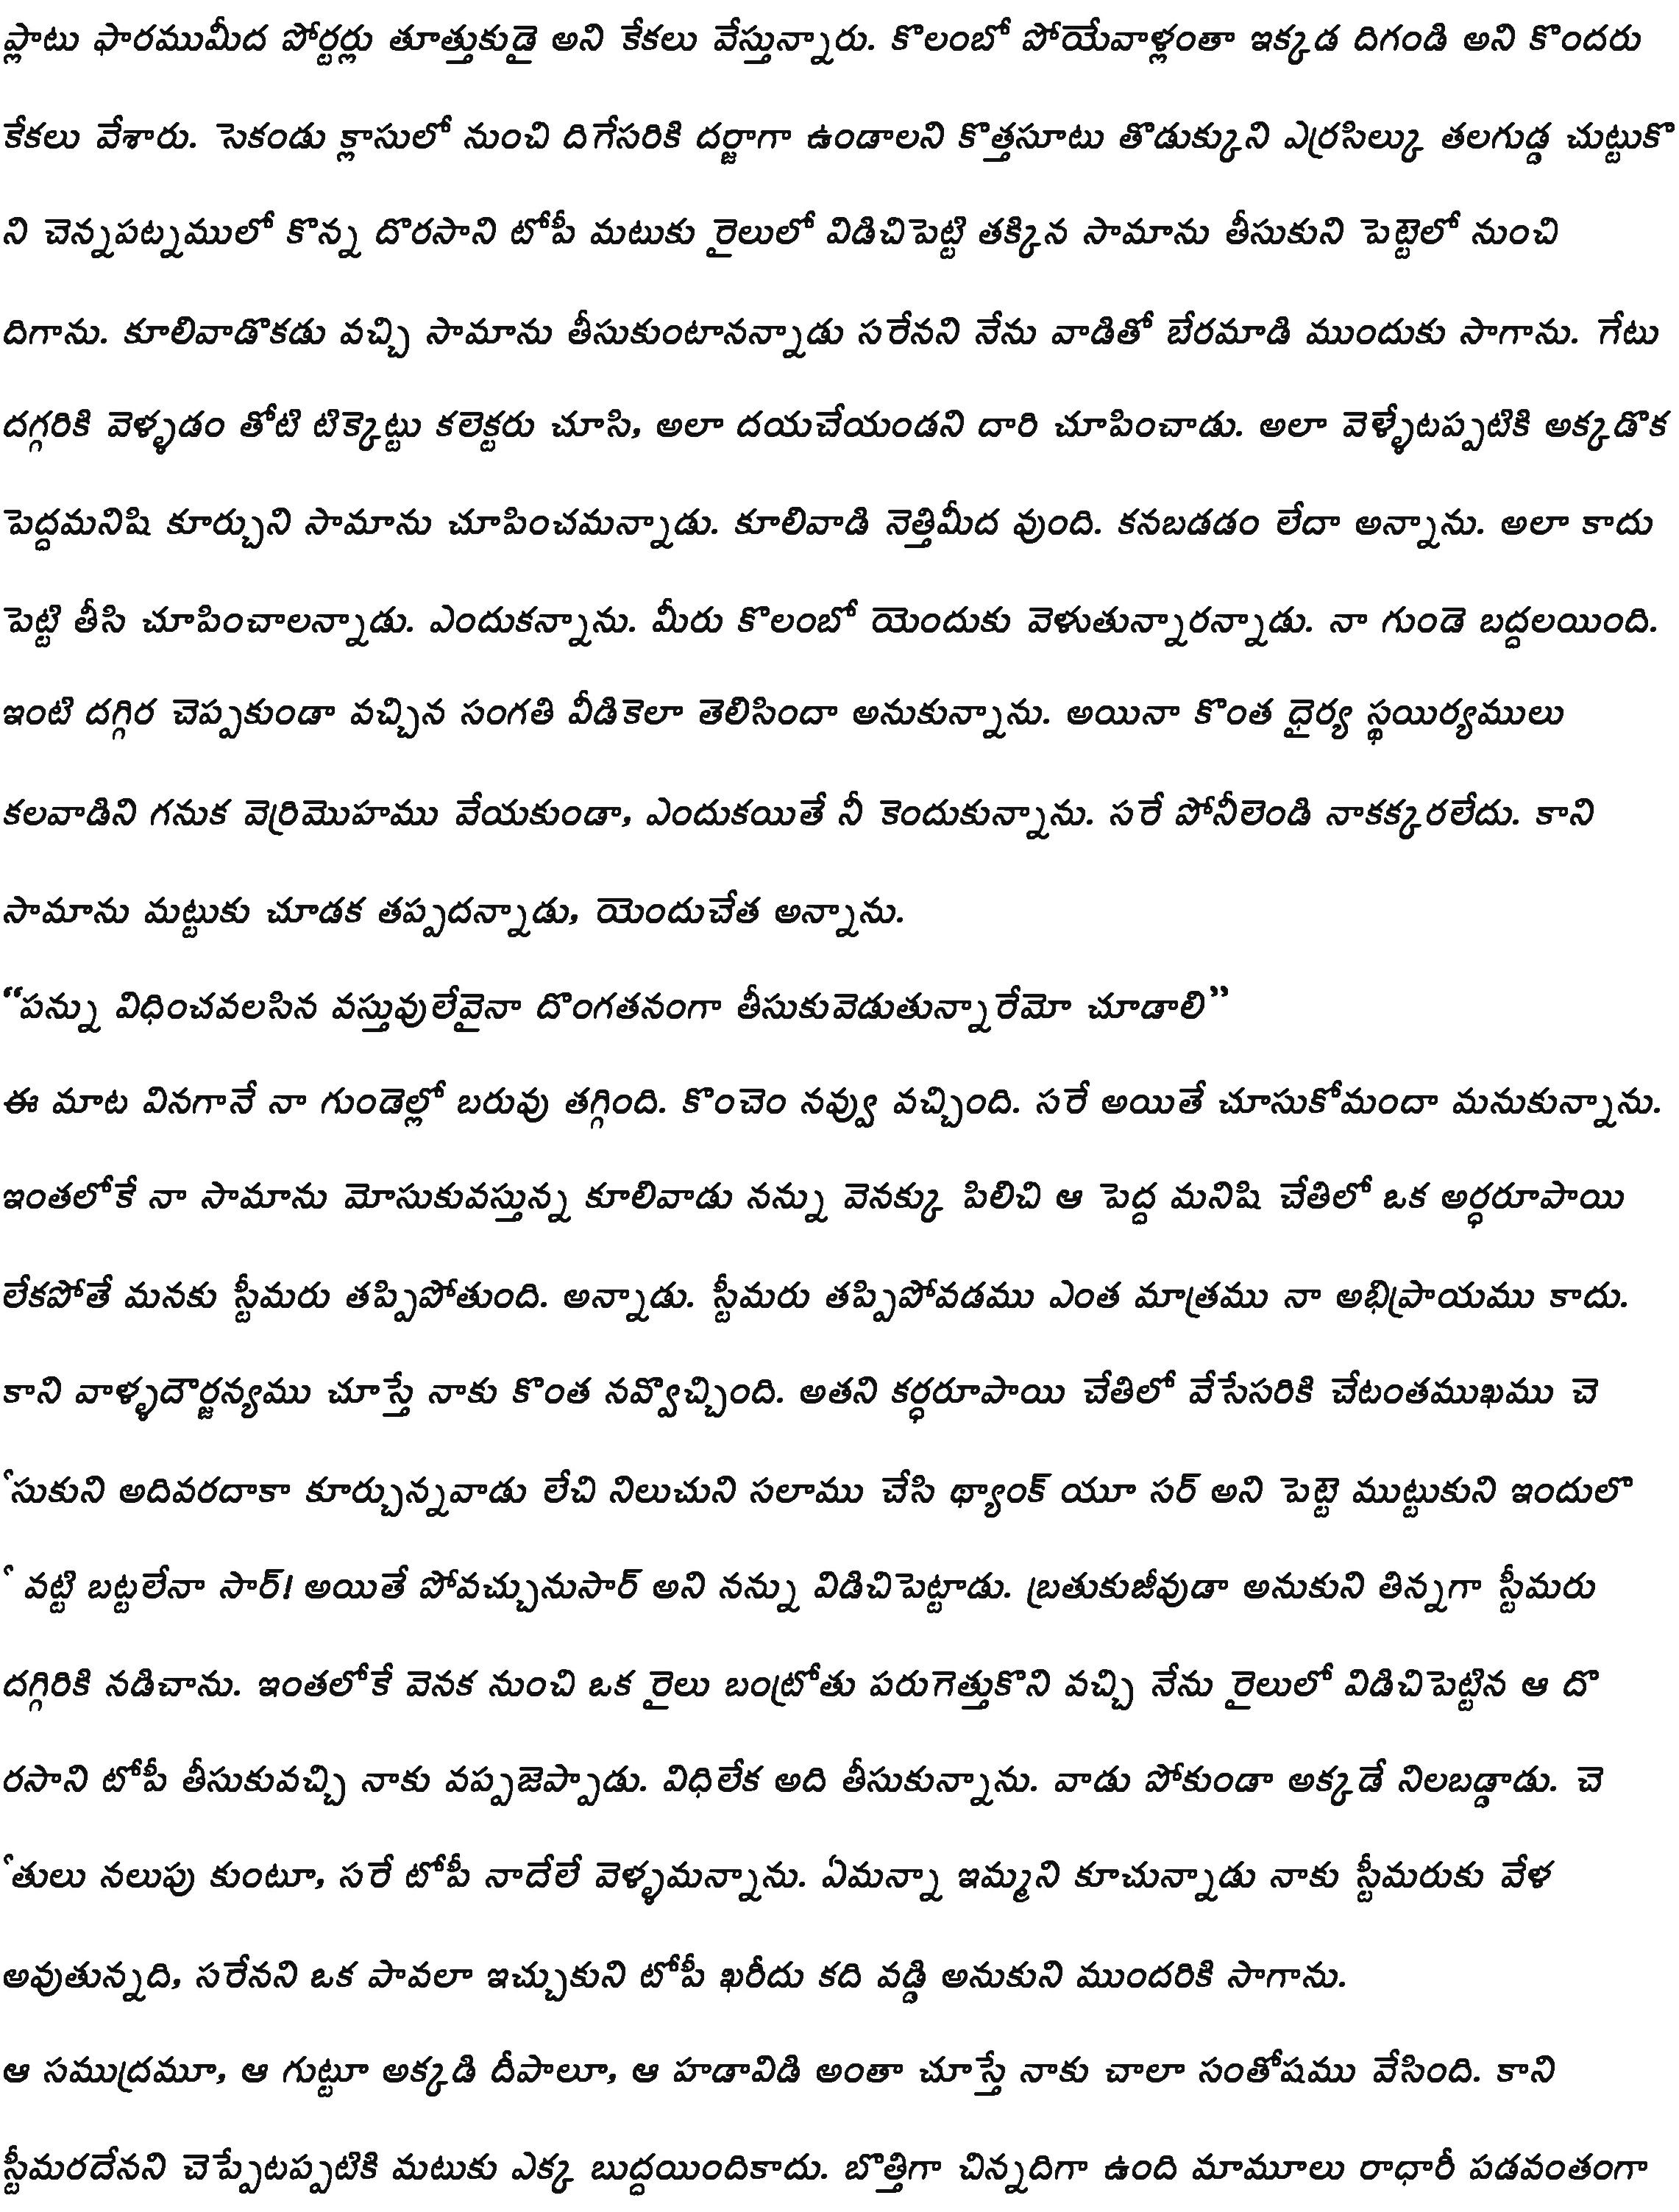 ప్లాటు ఫారముమీద పోర్టర్లు తూత్తుకుడై అని కేకలు వేస్తున్నారు. కొలంబో పోయేవాళ్లంతా ఇక్కడ దిగండి అని కొందరు
కేకలు వేశారు. సెకండు క్లాసులో నుంచి దిగేసరికి దర్జాగా ఉండాలని కొత్తసూటు తొడుక్కుని ఎర్రసిల్కు తలగుడ్డ చుట్టుకొ
ని చెన్నపట్నములో కొన్న దొరసాని టోపీ మటుకు రైలులో విడిచిపెట్టి తక్కిన సామాను తీసుకుని పెట్టెలో నుంచి
దిగాను. కూలివాడొకడు వచ్చి సామాను తీసుకుంటానన్నాడు సరేనని నేను వాడితో బేరమాడి ముందుకు సాగాను. గేటు
దగ్గరికి వెళ్ళడం తోటి టిక్కెట్టు కలెక్టరు చూసి, అలా దయచేయండని దారి చూపించాడు. అలా వెళ్ళేటప్పటికి అక్కడొక
పెద్దమనిషి కూర్చుని సామాను చూపించమన్నాడు. కూలివాడి నెత్తిమీద వుంది. కనబడడం లేదా అన్నాను. అలా కాదు
పెట్టి తీసి చూపించాలన్నాడు. ఎందుకన్నాను. మీరు కొలంబో యెందుకు వెళుతున్నారన్నాడు. నా గుండె బద్దలయింది.
ఇంటి దగ్గిర చెప్పకుండా వచ్చిన సంగతి వీడికెలా తెలిసిందా అనుకున్నాను. అయినా కొంత ధైర్య స్థయిర్యములు
కలవాడిని గనుక వెర్రిమొహము వేయకుండా, ఎందుకయితే నీ కెందుకున్నాను. సరే పోనీలెండి నాకక్కరలేదు. కాని
సామాను మట్టుకు చూడక తప్పదన్నాడు, యెందుచేత అన్నాను.
“పన్ను విధించవలసిన వస్తువులేవైనా దొంగతనంగా తీసుకువెడుతున్నారేమో చూడాలి”
ఈ మాట వినగానే నా గుండెల్లో బరువు తగ్గింది. కొంచెం నవ్వు వచ్చింది. సరే అయితే చూసుకోమందా మనుకున్నాను.
ఇంతలోకే నా సామాను మోసుకువస్తున్న కూలివాడు నన్ను వెనక్కు పిలిచి ఆ పెద్ద మనిషి చేతిలో ఒక అర్ధరూపాయి
లేకపోతే మనకు స్టీమరు తప్పిపోతుంది. అన్నాడు. స్టీమరు తప్పిపోవడము ఎంత మాత్రము నా అభిప్రాయము కాదు.
కాని వాళ్ళదౌర్జన్యము చూస్తే నాకు కొంత నవ్వొచ్చింది. అతని కర్ధరూపాయి చేతిలో వేసేసరికి చేటంతముఖము చె
ేసుకుని అదివరదాకా కూర్చున్నవాడు లేచి నిలుచుని సలాము చేసి థ్యాంక్ యూ సర్ అని పెట్టె ముట్టుకుని ఇందులొ
ే వట్టి బట్టలేనా సార్! అయితే పోవచ్చునుసార్ అని నన్ను విడిచిపెట్టాడు. బ్రతుకుజీవుడా అనుకుని తిన్నగా స్టీమరు
దగ్గిరికి నడిచాను. ఇంతలోకే వెనక నుంచి ఒక రైలు బంట్రోతు పరుగెత్తుకొని వచ్చి నేను రైలులో విడిచిపెట్టిన ఆ దొ
రసాని టోపీ తీసుకువచ్చి నాకు వప్పజెప్పాడు. విధిలేక అది తీసుకున్నాను. వాడు పోకుండా అక్కడే నిలబడ్డాడు. చె
ేతులు నలుపు కుంటూ, సరే టోపీ నాదేలే వెళ్ళమన్నాను. ఏమన్నా ఇమ్మని కూచున్నాడు నాకు స్టీమరుకు వేళ
అవుతున్నది, సరేనని ఒక పావలా ఇచ్చుకుని టోపీ ఖరీదు కది వడ్డి అనుకుని ముందరికి సాగాను.
ఆ సముద్రమూ, ఆ గుట్టూ అక్కడి దీపాలూ, ఆ హడావిడి అంతా చూస్తే నాకు చాలా సంతోషము వేసింది. కాని
స్టీమరదేనని చెప్పేటప్పటికి మటుకు ఎక్క బుద్దయిందికాదు. బొత్తిగా చిన్నదిగా ఉంది మామూలు రాధారీ పడవంతంగా